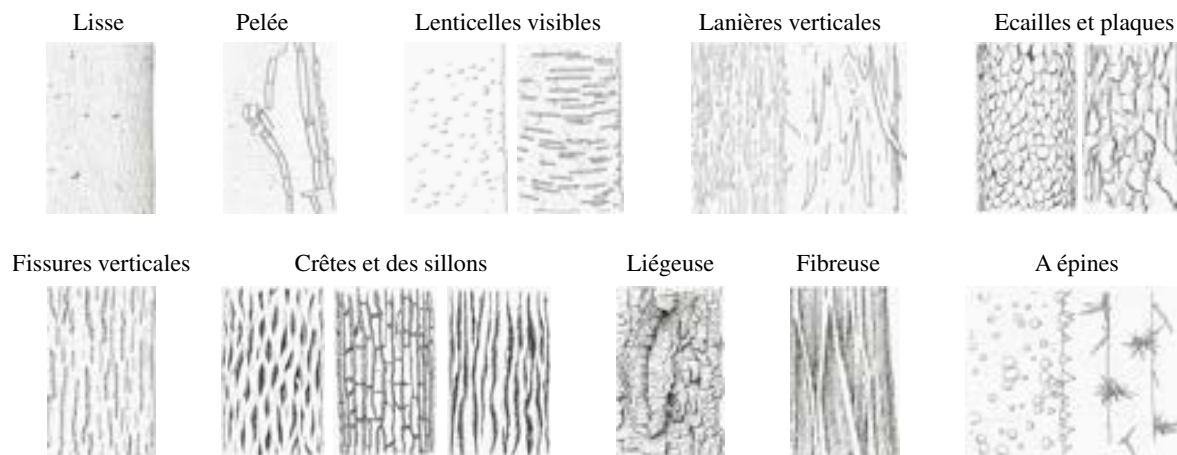 Lisse
Pelée
Lenticelles visibles
Lanières verticales
Ecailles et plaques
Fissures verticales
Crêtes et des sillons
Liégeuse
Fibreuse
A épines